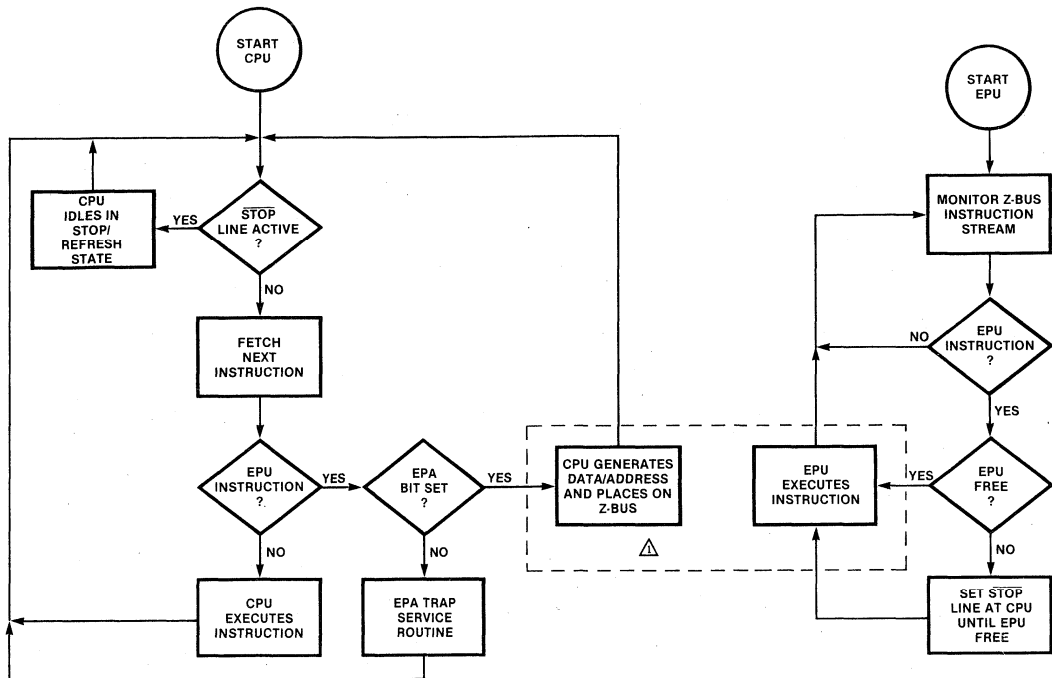 START
CPU
START
EPU
CPU
IDLES IN
STOP/
REFRESH
STATE
YES
STOP
LINE ACTIVE
?
NO
FETCH
NEXT
INSTRUCTION
EPU
INSTRUCTION
?
YES
EPA
BIT SET
?
YES
CPU GENERATES
DATA/ADDRESS
AND PLACES ON
Z-BUS
1
NO
NO
CPU
EXECUTES
INSTRUCTION
EPA TRAP
SERVICE
ROUTINE
MONITOR Z-BUS
INSTRUCTION
STREAM
NO
EPU
INSTRUCTION
?
YES
EPU
EXECUTES
INSTRUCTION
YES
EPU
FREE
?
NO
SET STOP
LINE AT CPU
UNTIL EPU
FREE